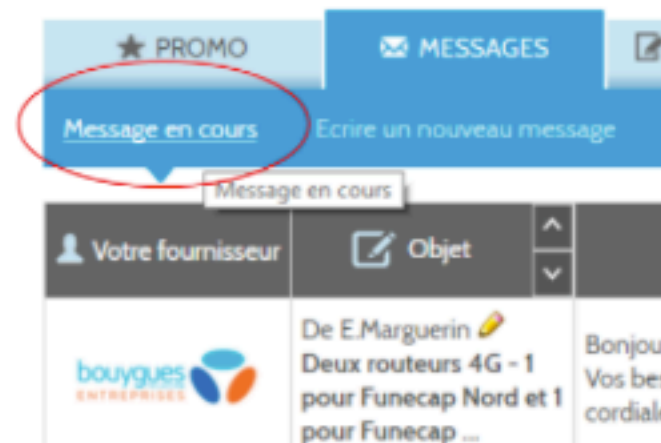 PROMO
MESSAGES
Message en cours
Ecrire un nouveau message
Message en cours
Votre fournisseur
Objet
De E.Marguerin
Deux routeurs 4G - 1
pour Funecap Nord et 1
pour Funecap ...
bouygues
ENTREPRISES
Bonjou
Vos be
cordiale